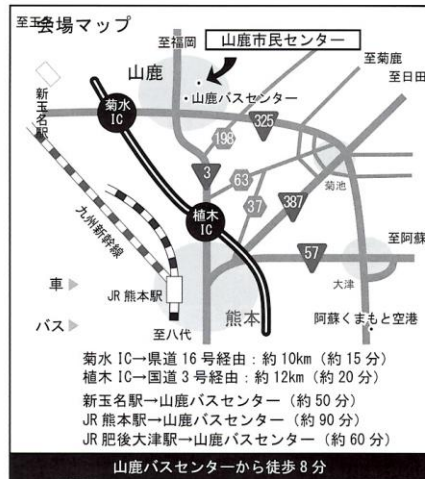 会場マップ
至玉名
至福岡
山鹿市民センター
至菊鹿
至日田
山鹿
山鹿バスセンター
新玉名駅
菊水
IC
325
198
3
63
37
菊池
387
植木
IC
九州新幹線
57
至阿蘇
大津
車
JR熊本駅
熊本
バス
至八代
阿蘇くまもと空港
菊水 IC→県道 16 号経由：約 10km（約 15 分）
植木 IC→国道 3 号経由：約 12km（約 20 分）
新玉名駅→山鹿バスセンター（約 50 分）
JR 熊本駅→山鹿バスセンター（約 90 分）
JR 肥後大津駅→山鹿バスセンター（約 60 分）
山鹿バスセンターから徒歩 8 分